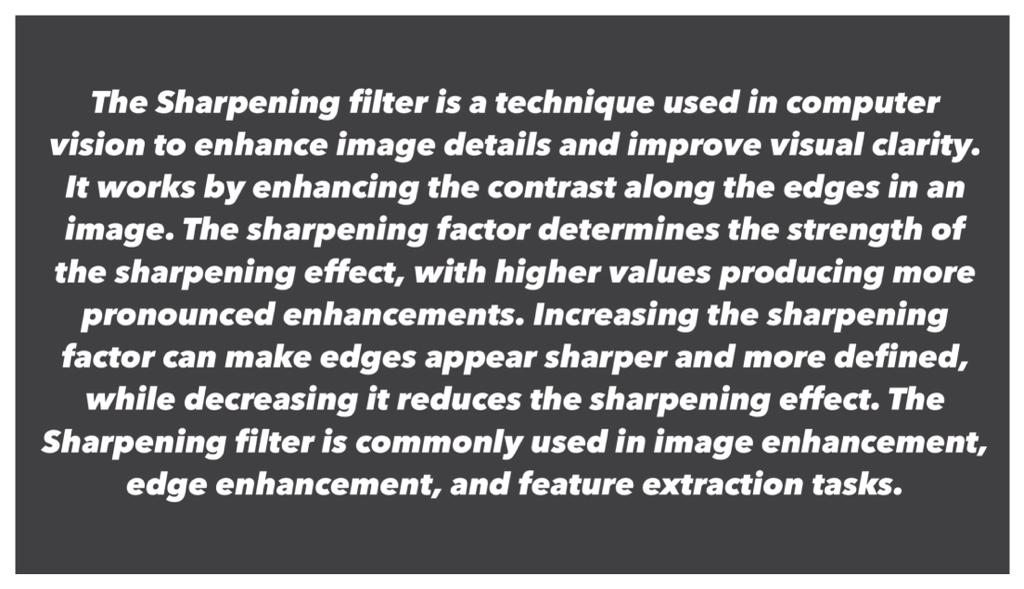 The Sharpening filter is a technique used in computer
vision to enhance image details and improve visual clarity.
It works by enhancing the contrast along the edges in an
image. The sharpening factor determines the strength of
the sharpening effect, with higher values producing more
pronounced enhancements. Increasing the sharpening
factor can make edges appear sharper and more defined,
while decreasing it reduces the sharpening effect. The
Sharpening filter is commonly used in image enhancement,
edge enhancement, and feature extraction tasks.